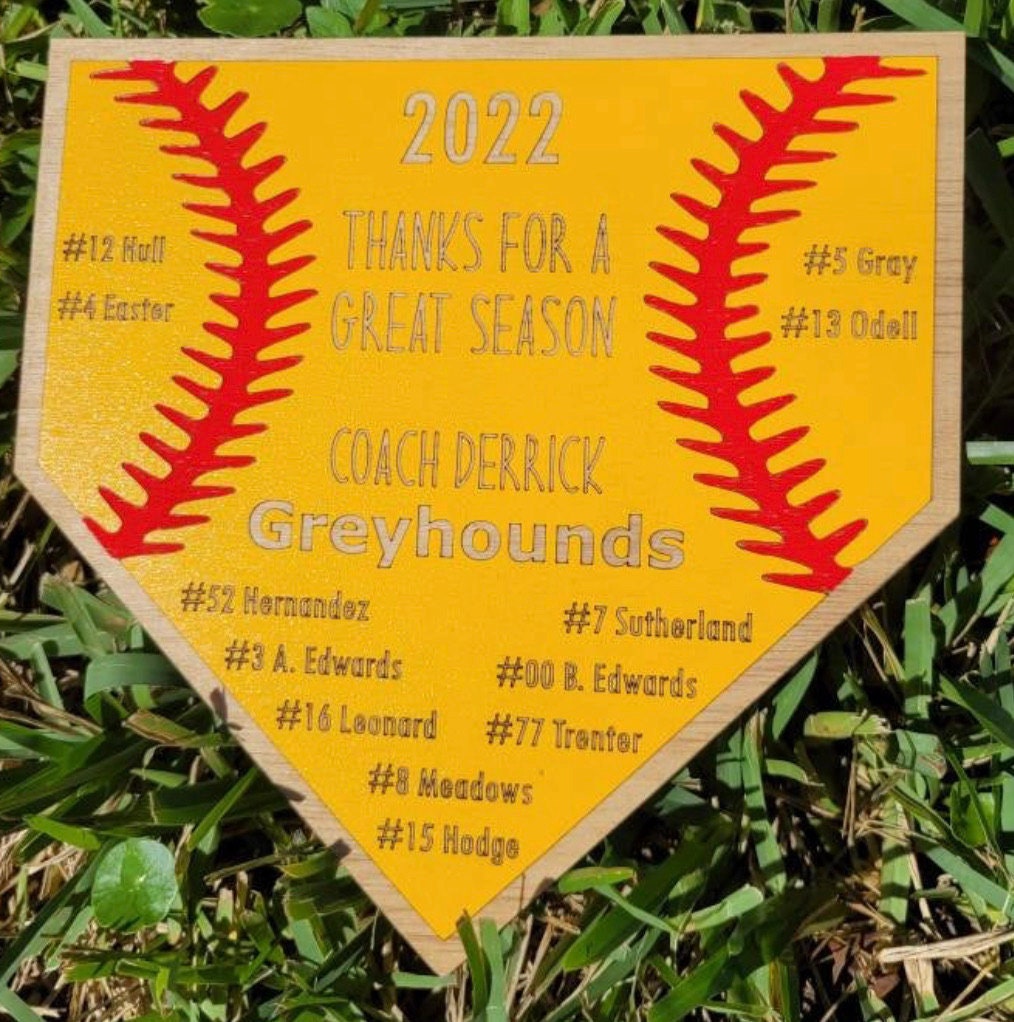 2022
THANKS FOR A
GREAT SEASON
#12 Hull
#4 Easter
#5 Gray
#13 Odell
COACH DERRICK
Greyhounds
#52 Hernandez
#7 Sutherland
#3 A. Edwards
#00 B. Edwards
#16 Leonard
#77 Trenter
#8 Meadows
#15 Hodge